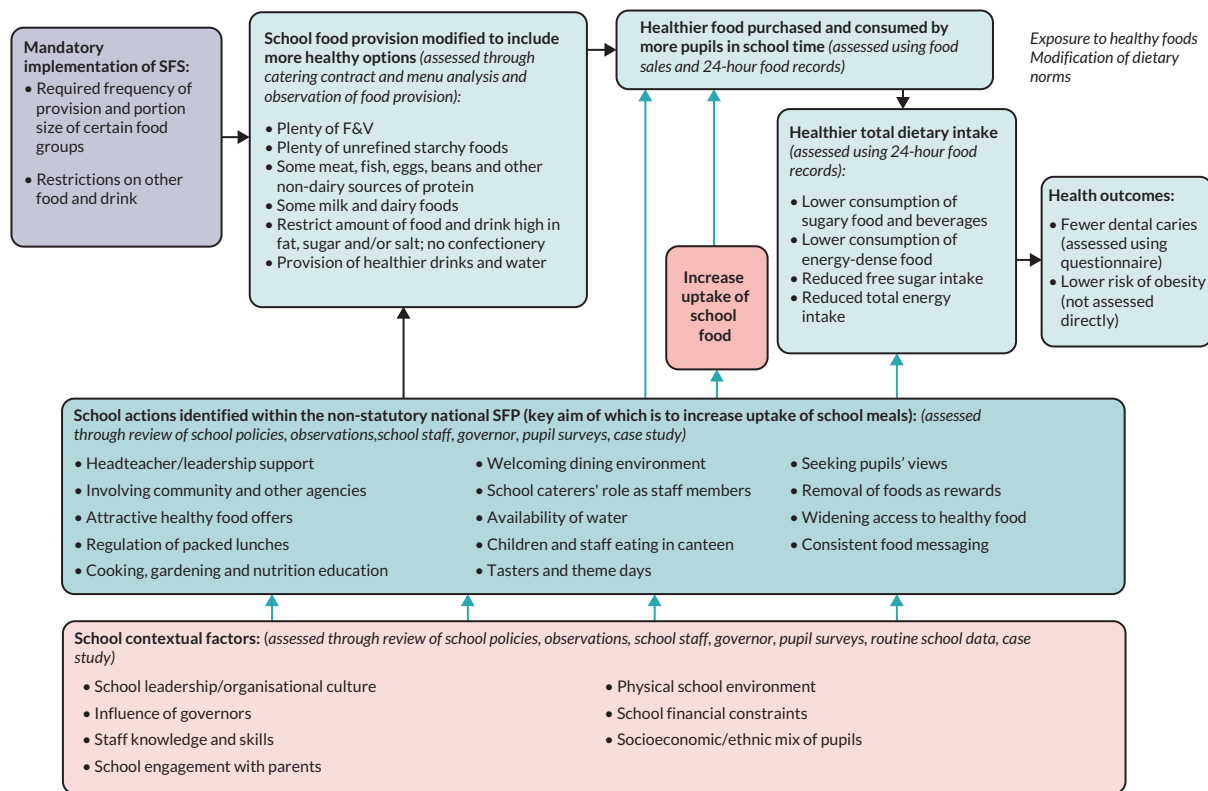 Mandatory
implementation of SFS:
• Required frequency of
provision and portion
size of certain food
groups
• Restrictions on other
food and drink
School food provision modified to include
more healthy options (assessed through
catering contract and menu analysis and
observation of food provision):
• Plenty of F&V
• Plenty of unrefined starchy foods
• Some meat, fish, eggs, beans and other
non-dairy sources of protein
• Some milk and dairy foods
• Restrict amount of food and drink high in
fat, sugar and/or salt; no confectionery
• Provision of healthier drinks and water
Healthier food purchased and consumed by
more pupils in school time (assessed using food
sales and 24-hour food records)
Exposure to healthy foods
Modification of dietary
norms
Healthier total dietary intake
(assessed using 24-hour food
records):
• Lower consumption of
sugary food and beverages
• Lower consumption of
energy-dense food
• Reduced free sugar intake
• Reduced total energy
intake
Health outcomes:
• Fewer dental caries
(assessed using
questionnaire)
• Lower risk of obesity
(not assessed
directly)
Increase
uptake of
school
food
School actions identified within the non-statutory national SFP (key aim of which is to increase uptake of school meals): (assessed
through review of school policies, observations,school staff, governor, pupil surveys, case study)
• Headteacher/leadership support
• Involving community and other agencies
• Attractive healthy food offers
• Regulation of packed lunches
• Cooking, gardening and nutrition education
• Welcoming dining environment
• School caterers' role as staff members
• Availability of water
• Children and staff eating in canteen
• Tasters and theme days
• Seeking pupils' views
• Removal of foods as rewards
• Widening access to healthy food
• Consistent food messaging
School contextual factors: (assessed through review of school policies, observations, school staff, governor, pupil surveys, routine school data, case
study)
• School leadership/organisational culture
• Influence of governors
• Staff knowledge and skills
• School engagement with parents
• Physical school environment
• School financial constraints
• Socioeconomic/ethnic mix of pupils